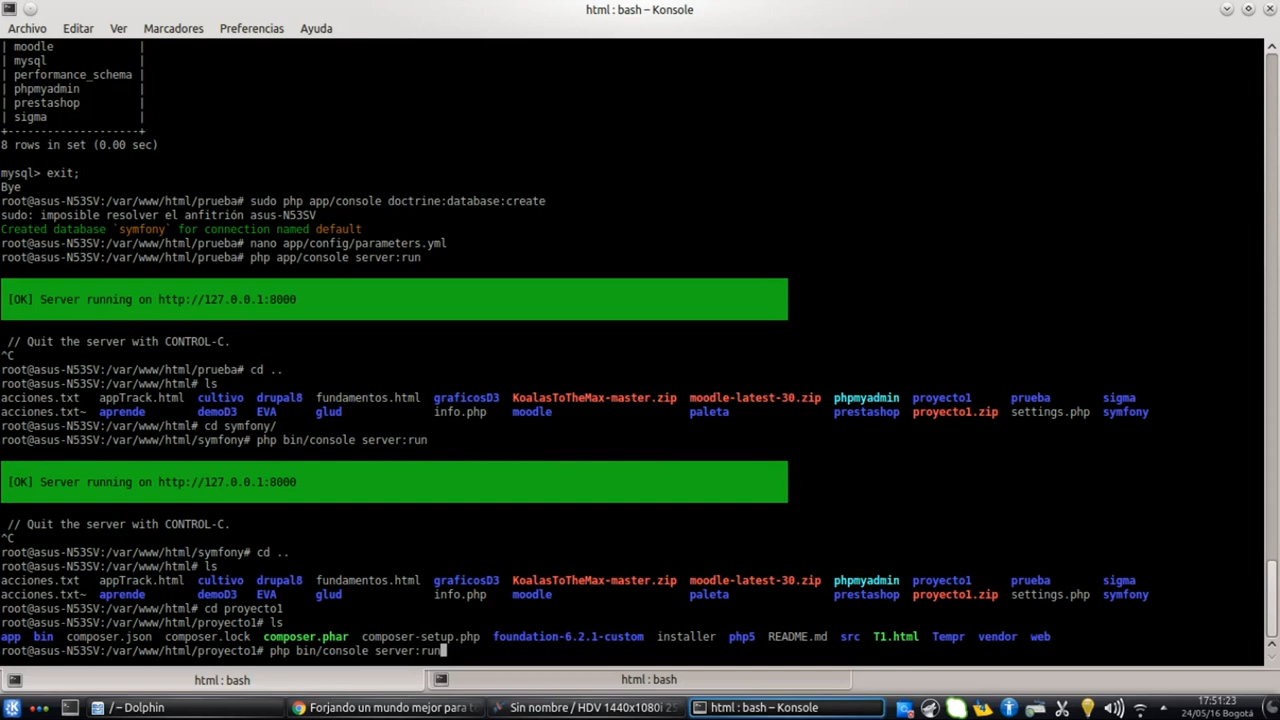 html : bash – Konsole
Archivo Editar Ver Marcadores Preferencias Ayuda
| moodle |
| mysql |
| performance_schema |
| phpmyadmin |
| prestashop |
| sigma |
+--------------------+
8 rows in set (0.00 sec)
mysql> exit;
Bye
root@asus-N53SV:/var/www/html/prueba# sudo php app/console doctrine:database:create
sudo: imposible resolver el anfitrión asus-N53SV
Created database `symfony` for connection named default
root@asus-N53SV:/var/www/html/prueba# nano app/config/parameters.yml
root@asus-N53SV:/var/www/html/prueba# php app/console server:run
[OK] Server running on http://127.0.0.1:8000
// Quit the server with CONTROL-C.
^C
root@asus-N53SV:/var/www/html/prueba# cd ..
root@asus-N53SV:/var/www/html# ls
acciones.txt appTrack.html cultivo drupal8 fundamentos.html graficosD3 KoalasToTheMax-master.zip moodle-latest-30.zip phpmyadmin proyecto1 prueba sigma
acciones.txt~ aprende demoD3 EVA glud info.php moodle paleta prestashop proyecto1.zip settings.php symfony
root@asus-N53SV:/var/www/html# cd symfony/
root@asus-N53SV:/var/www/html/symfony# php bin/console server:run
[OK] Server running on http://127.0.0.1:8000
// Quit the server with CONTROL-C.
^C
root@asus-N53SV:/var/www/html/symfony# cd ..
root@asus-N53SV:/var/www/html# ls
acciones.txt appTrack.html cultivo drupal8 fundamentos.html graficosD3 KoalasToTheMax-master.zip moodle-latest-30.zip phpmyadmin proyecto1 prueba sigma
acciones.txt~ aprende demoD3 EVA glud info.php moodle paleta prestashop proyecto1.zip settings.php symfony
root@asus-N53SV:/var/www/html# cd proyecto1
root@asus-N53SV:/var/www/html/proyecto1# ls
app bin composer.json composer.lock composer.phar composer-setup.php foundation-6.2.1-custom installer php5 README.md src T1.html Tempr vendor web
root@asus-N53SV:/var/www/html/proyecto1# php bin/console server:run
html : bash html : bash
/ – Dolphin Forjando un mundo mejor para t Sin nombre / HDV 1440x1080i 25 html : bash – Konsole 17:51:23
24/05/16 Bogotá